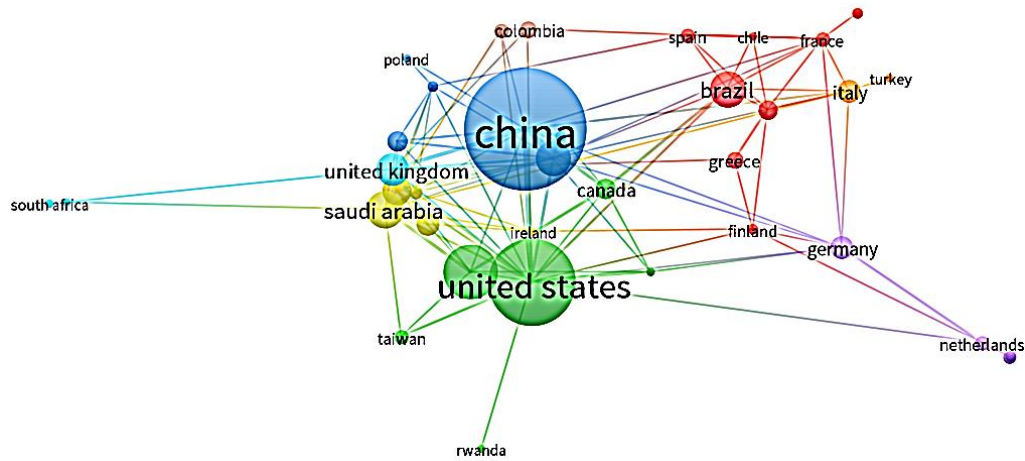 colombia
spain
chile
france
poland
turkey
brazil
italy
china
greece
united kingdom
canada
south africa
saudi arabia
ireland
finland
germany
united states
taiwan
netherlands
rwanda